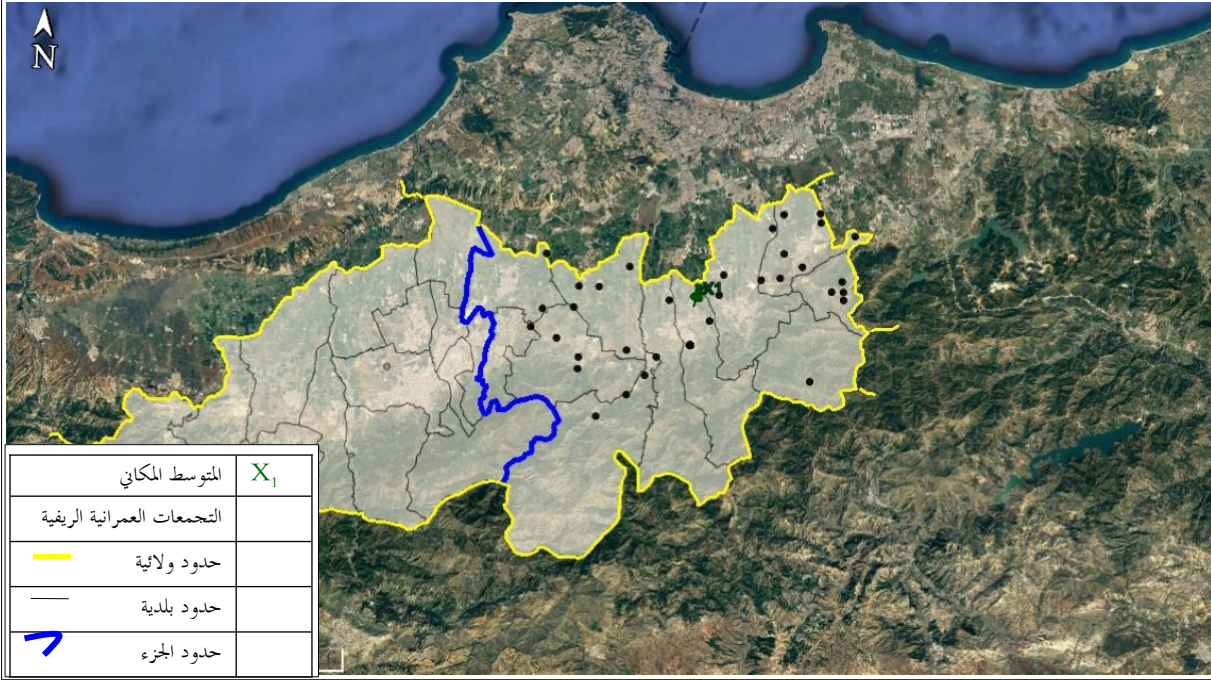 N
X1
المتوسط المكاني X₁
التجمعات العمرانية الريفية
حدود ولائية
حدود بلدية
حدود الجزء